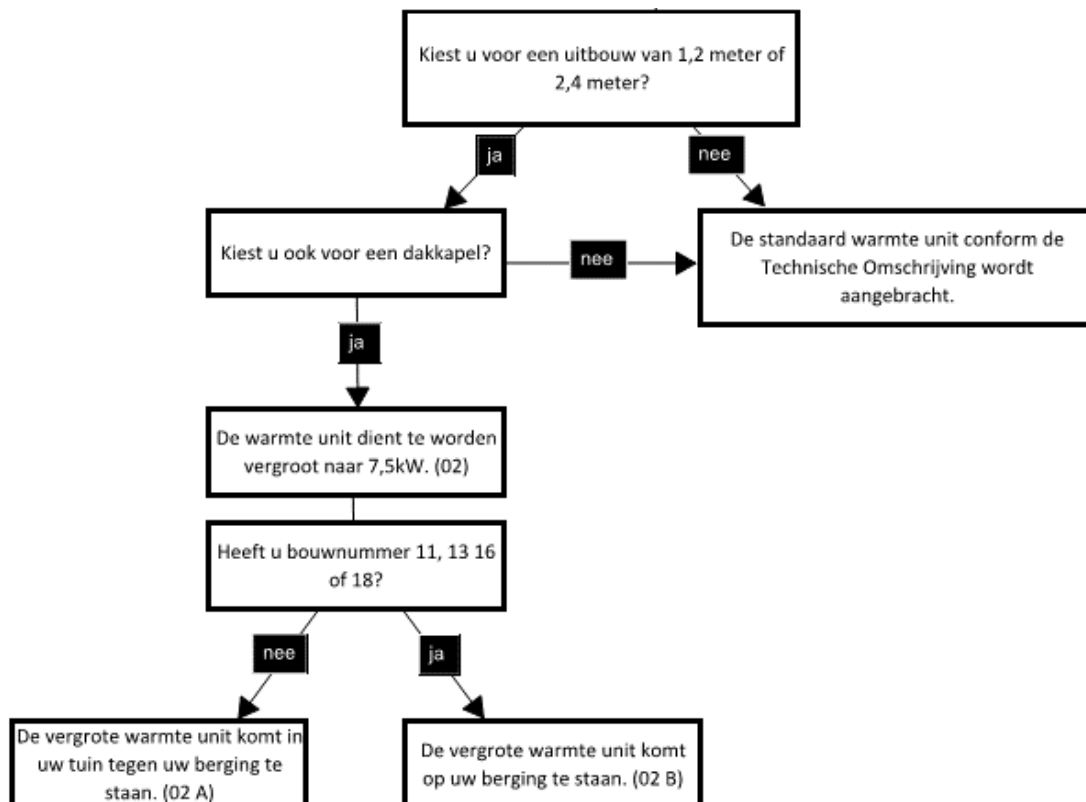 Kiest u voor een uitbouw van 1,2 meter of
2,4 meter?
ja
nee
Kiest u ook voor een dakkapel?
nee
De standaard warmte unit conform de
Technische Omschrijving wordt
aangebracht.
ja
De warmte unit dient te worden
vergroot naar 7,5kW. (02)
Heeft u bouwnummer 11, 13 16
of 18?
nee
ja
De vergrote warmte unit komt in
uw tuin tegen uw berging te
staan. (02 A)
De vergrote warmte unit komt
op uw berging te staan. (02 B)